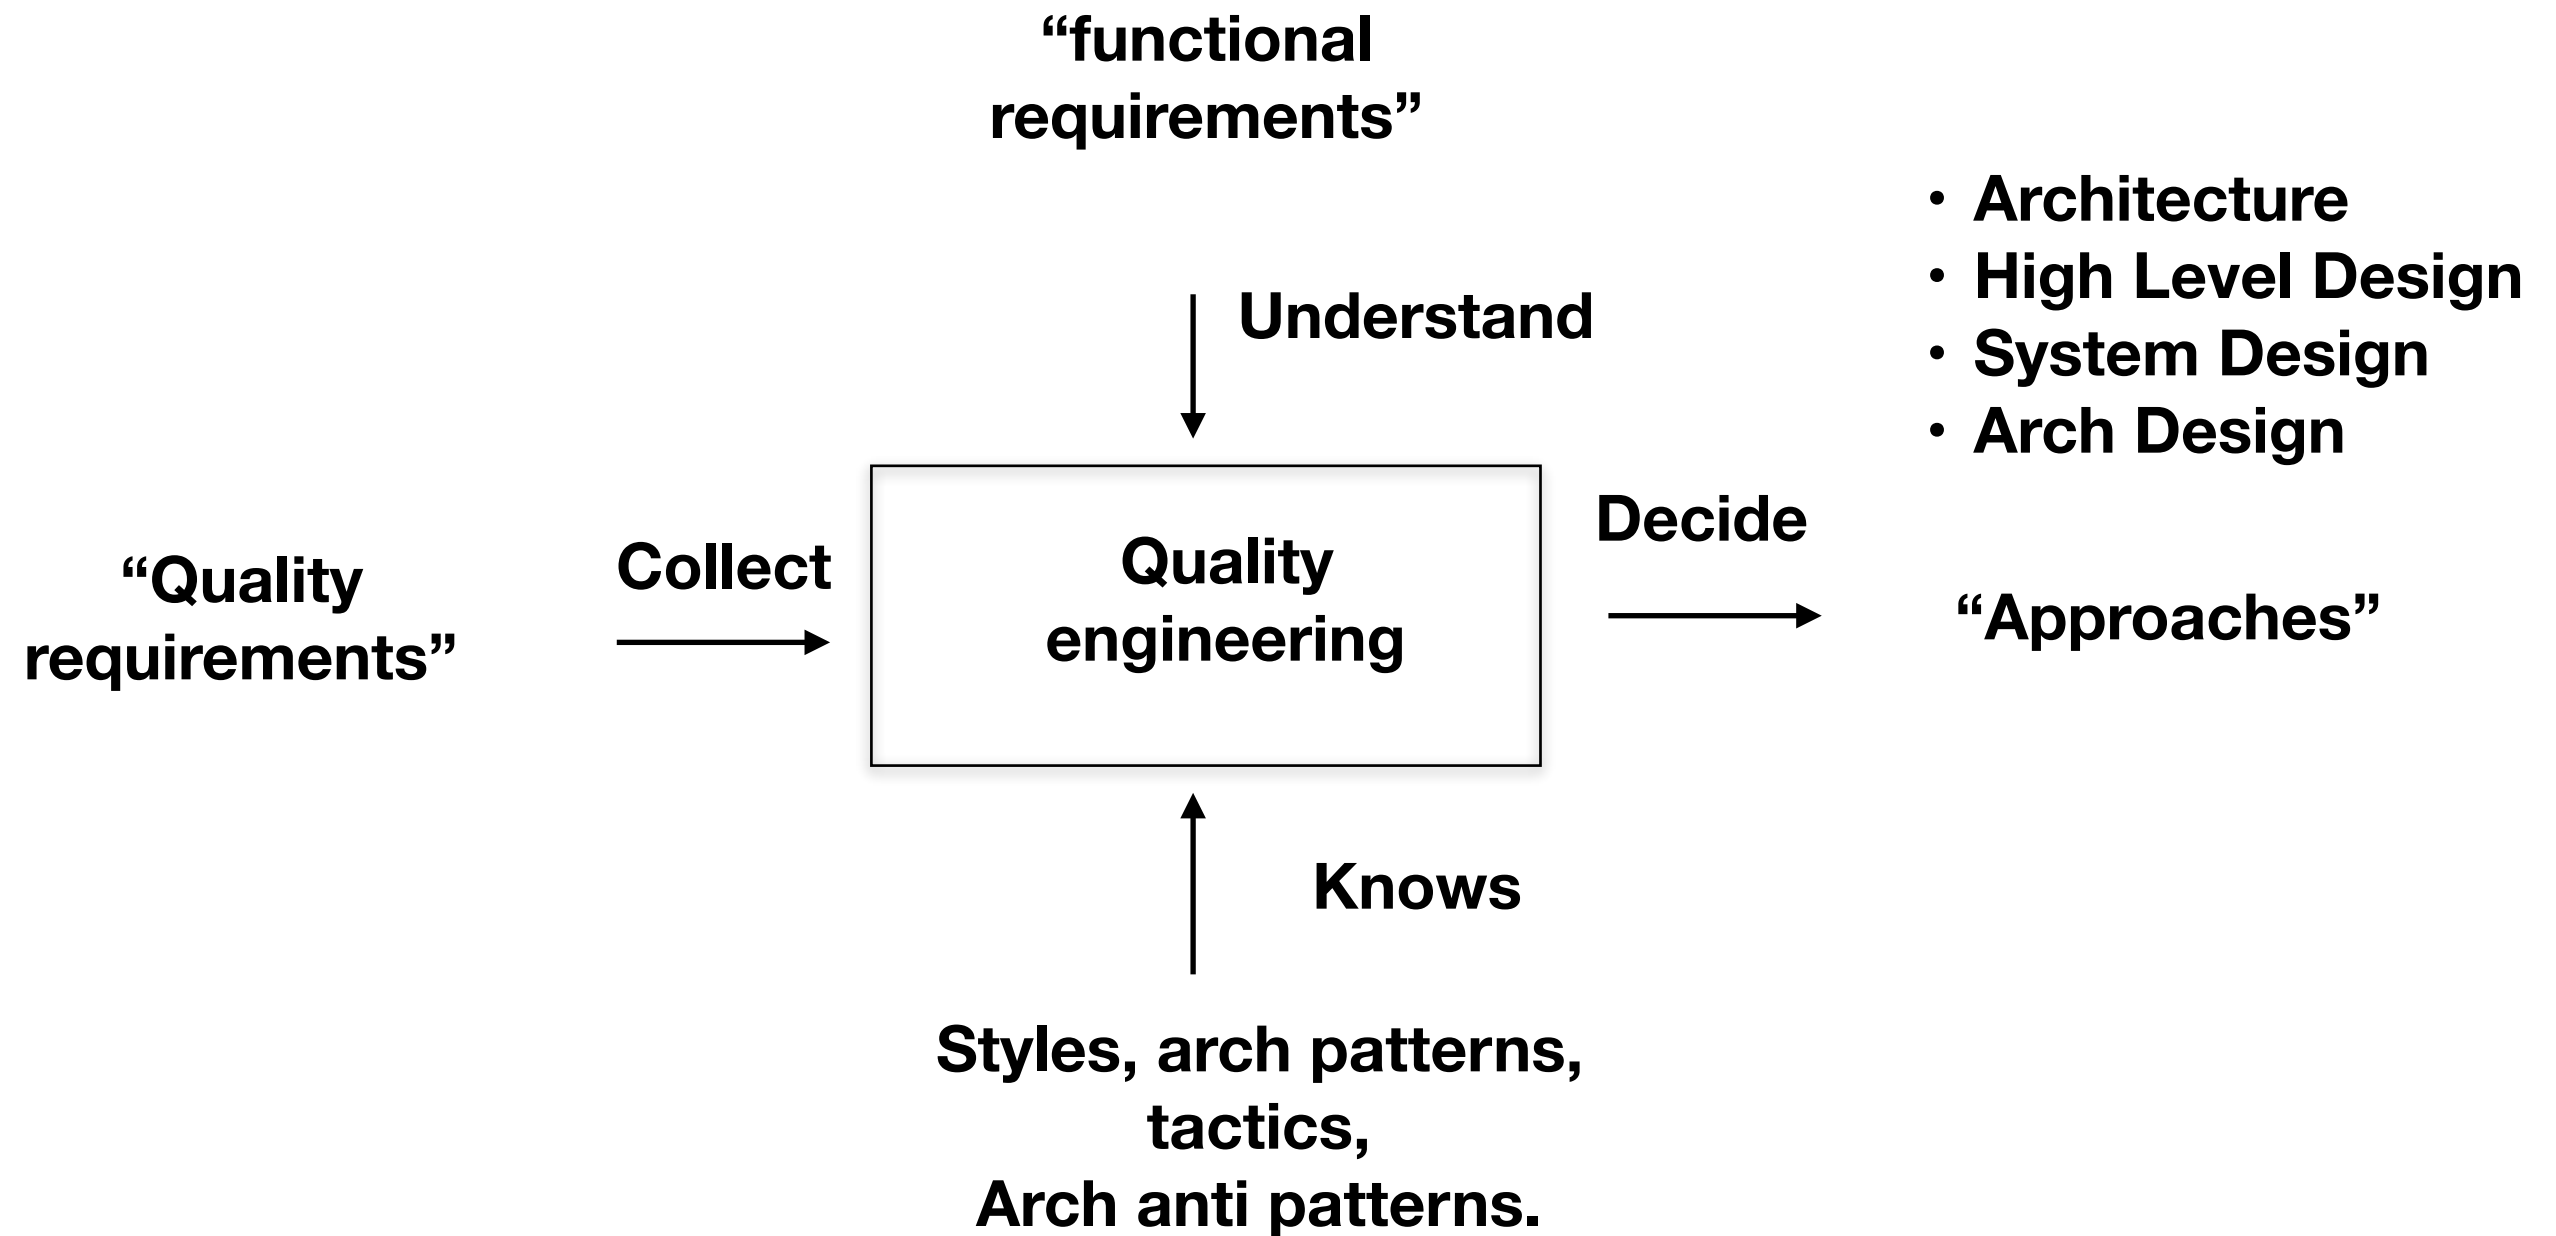 “functional
requirements”
• Architecture
• High Level Design
• System Design
• Arch Design
Understand
Decide
“Quality
requirements”
Collect
Quality
engineering
“Approaches”
Knows
Styles, arch patterns,
tactics,
Arch anti patterns.